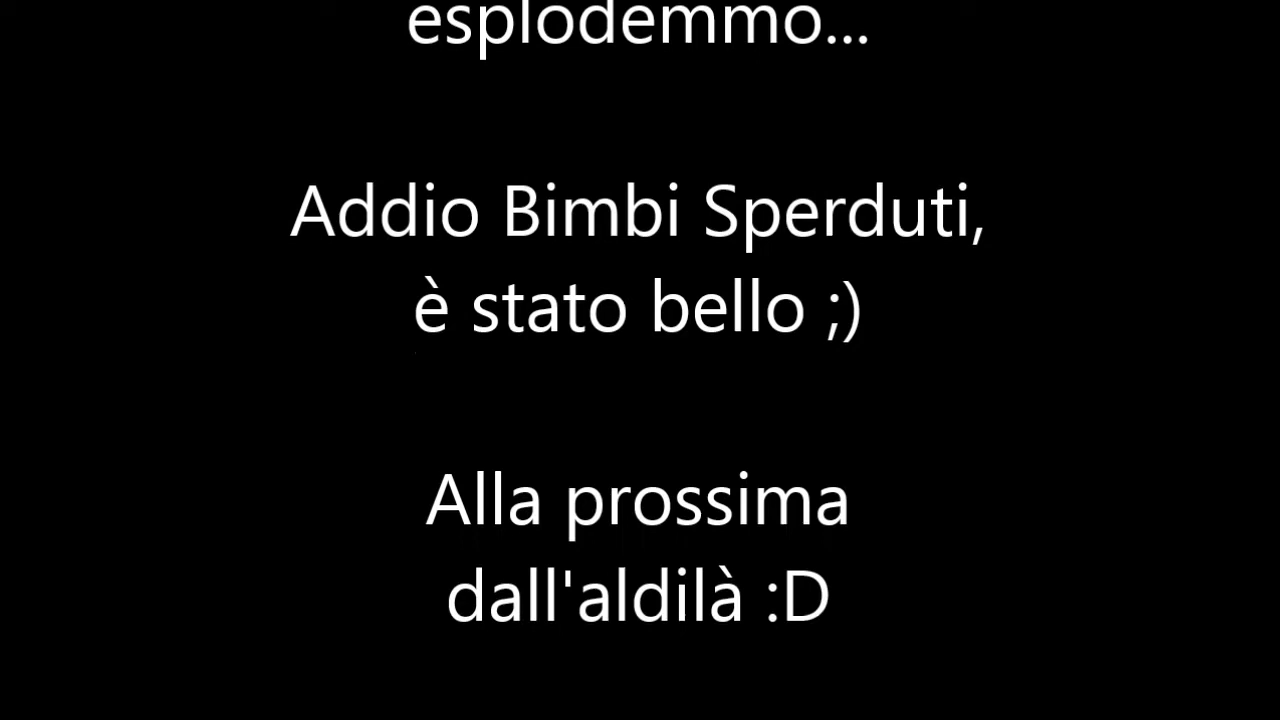 esplodemmo...
Addio Bimbi Sperduti,
è stato bello ;)
Alla prossima
dall'aldilà :D